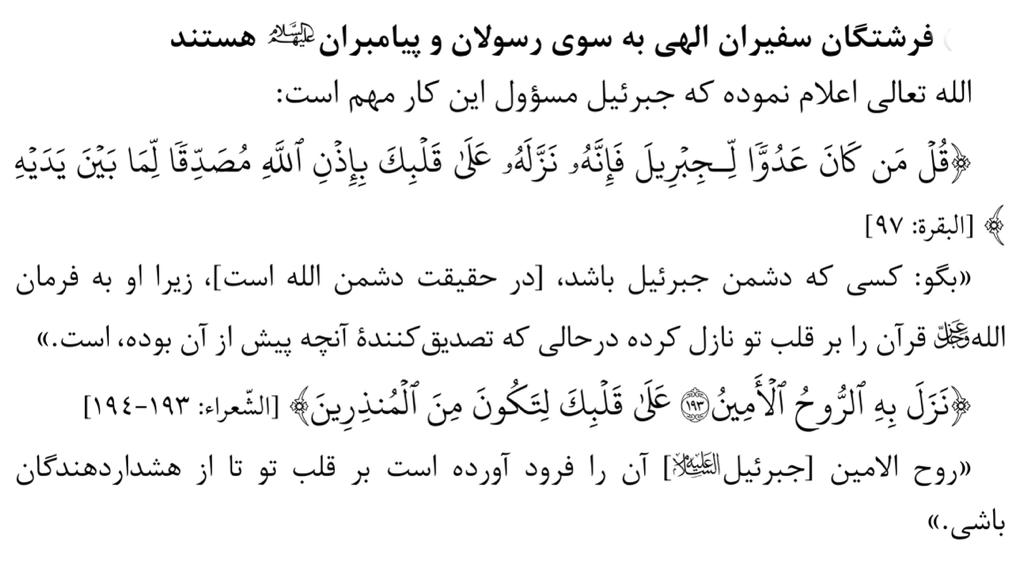 فرشتگان سفیران الهی به سوی رسولان و پیامبران علیهم‌السلام هستند
الله تعالی اعلام نموده که جبرئیل مسؤول این کار مهم است:
﴿قُلۡ مَن كَانَ عَدُوّٗا لِّـجِبۡرِيلَ فَإِنَّهُۥ نَزَّلَهُۥ عَلَىٰ قَلۡبِكَ بِإِذۡنِ ٱللَّهِ مُصَدِّقٗا لِّمَا بَيۡنَ يَدَيۡهِ
﴾ [البقرة: ٩٧]
«بگو: کسی که دشمن جبرئیل باشد، [در حقیقت دشمن الله است]، زیرا او به فرمان
الله عزوجل قرآن را بر قلب تو نازل کرده درحالی که تصدیق‌کنندهٔ آنچه پیش از آن بوده، است.»
﴿نَزَلَ بِهِ ٱلرُّوحُ ٱلۡأَمِينُ ١٩٣ عَلَىٰ قَلۡبِكَ لِتَكُونَ مِنَ ٱلۡمُنذِرِينَ﴾ [الشّعراء: ١٩٣-١٩٤]
«روح الامین [جبرئیل علیه‌السلام] آن را فرود آورده است بر قلب تو تا از هشداردهندگان
باشی.»